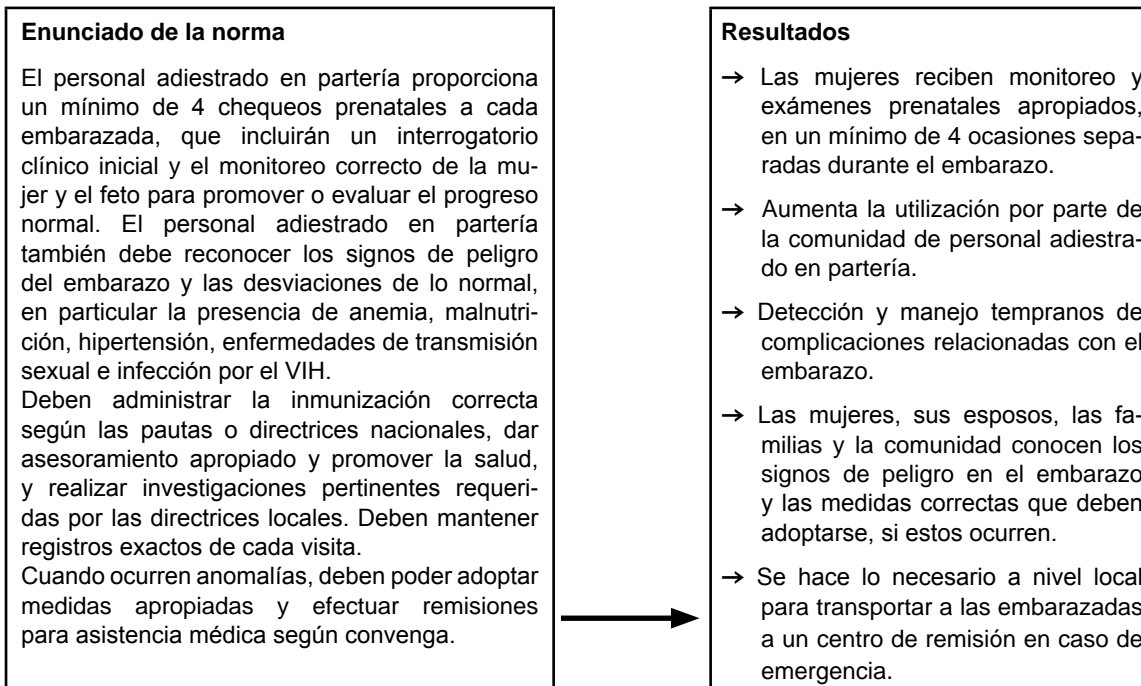 Enunciado de la norma
El personal adiestrado en partería proporciona
un mínimo de 4 chequeos prenatales a cada
embarazada, que incluirán un interrogatorio
clínico inicial y el monitoreo correcto de la mu-
jer y el feto para promover o evaluar el progreso
normal. El personal adiestrado en partería
también debe reconocer los signos de peligro
del embarazo y las desviaciones de lo normal,
en particular la presencia de anemia, malnutri-
ción, hipertensión, enfermedades de transmisión
sexual e infección por el VIH.
Deben administrar la inmunización correcta
según las pautas o directrices nacionales, dar
asesoramiento apropiado y promover la salud,
y realizar investigaciones pertinentes requeri-
das por las directrices locales. Deben mantener
registros exactos de cada visita.
Cuando ocurren anomalías, deben poder adoptar
medidas apropiadas y efectuar remisiones
para asistencia médica según convenga.
Resultados
→ Las mujeres reciben monitoreo y
exámenes prenatales apropiados,
en un mínimo de 4 ocasiones sepa-
radas durante el embarazo.
→ Aumenta la utilización por parte de
la comunidad de personal adiestra-
do en partería.
→ Detección y manejo tempranos de
complicaciones relacionadas con el
embarazo.
→ Las mujeres, sus esposos, las fa-
milias y la comunidad conocen los
signos de peligro en el embarazo
y las medidas correctas que deben
adoptarse, si estos ocurren.
→ Se hace lo necesario a nivel local
para transportar a las embarazadas
a un centro de remisión en caso de
emergencia.